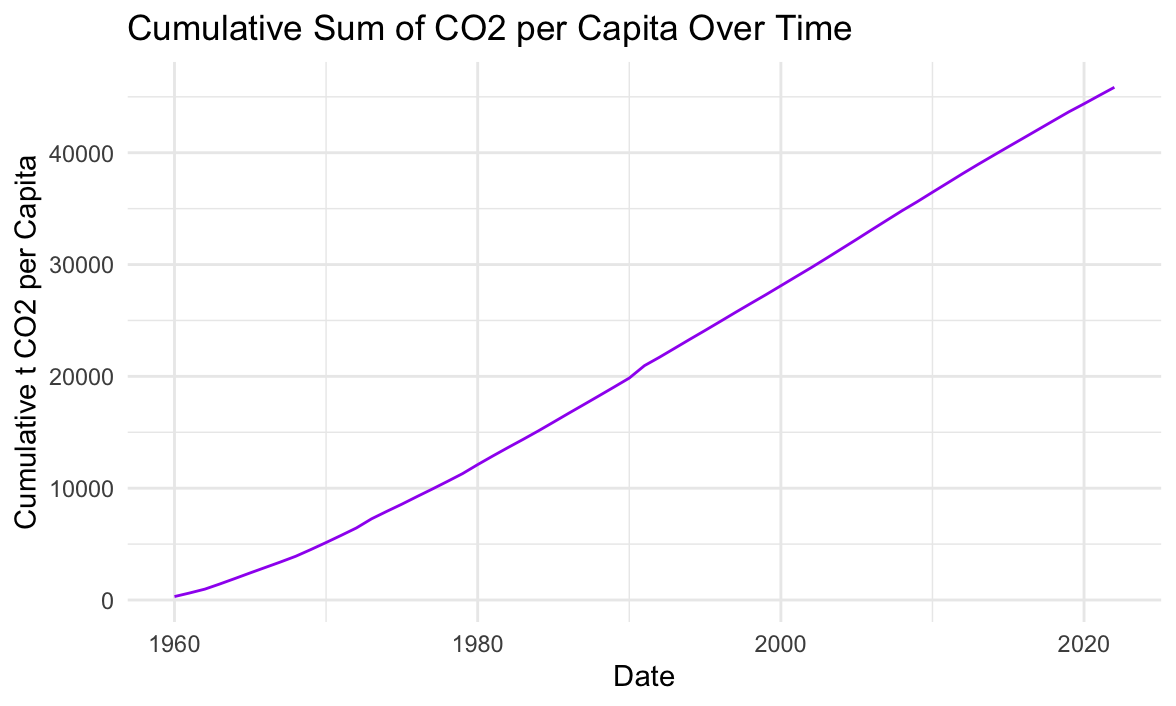 Cumulative Sum of CO2 per Capita Over Time
Cumulative t CO2 per Capita
40000
30000
20000
10000
0
1960 1980 2000 2020
Date